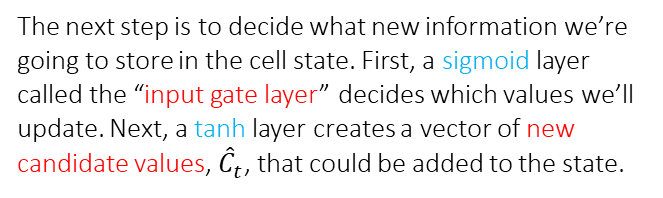 The next step is to decide what new information we’re
going to store in the cell state. First, a sigmoid layer
called the “input gate layer” decides which values we’ll
update. Next, a tanh layer creates a vector of new
candidate values, Ĉₜ, that could be added to the state.